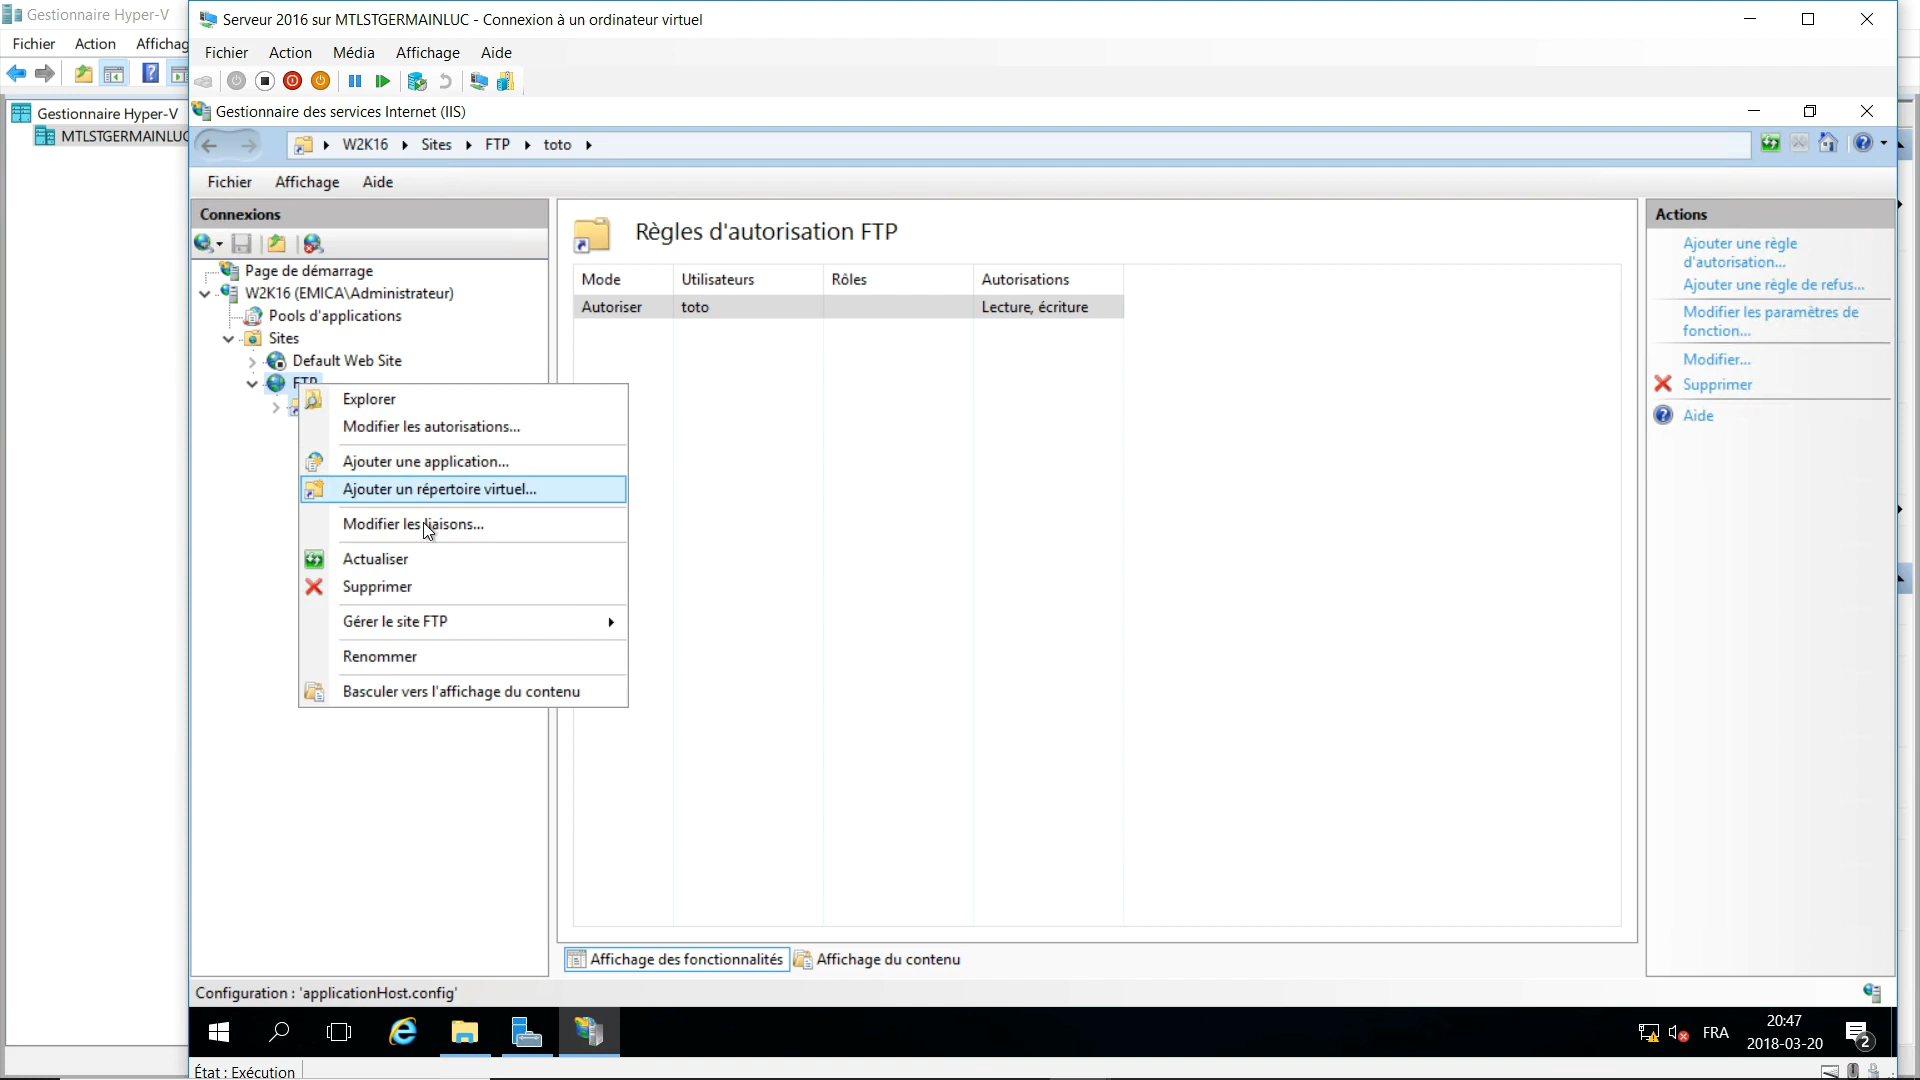 Gestionnaire Hyper-V
Fichier Action Affichag
Gestionnaire Hyper-V
MTLSTGERMAINLUC
Serveur 2016 sur MTLSTGERMAINLUC - Connexion à un ordinateur virtuel
Fichier Action Média Affichage Aide
Gestionnaire des services Internet (IIS)
W2K16 Sites FTP toto
Fichier Affichage Aide
Connexions
Page de démarrage
W2K16 (EMICA\Administrateur)
Pools d'applications
Sites
Default Web Site
FTP
Explorer
Modifier les autorisations...
Ajouter une application...
Ajouter un répertoire virtuel...
Modifier les liaisons...
Actualiser
Supprimer
Gérer le site FTP
Renommer
Basculer vers l'affichage du contenu
Règles d'autorisation FTP
Mode Utilisateurs Rôles Autorisations
Autoriser toto Lecture, écriture
Affichage des fonctionnalités Affichage du contenu
Actions
Ajouter une règle
d'autorisation...
Ajouter une règle de refus...
Modifier les paramètres de
fonction...
Modifier...
Supprimer
Aide
Configuration : 'applicationHost.config'
FRA
20:47
2018-03-20
2
État : Exécution